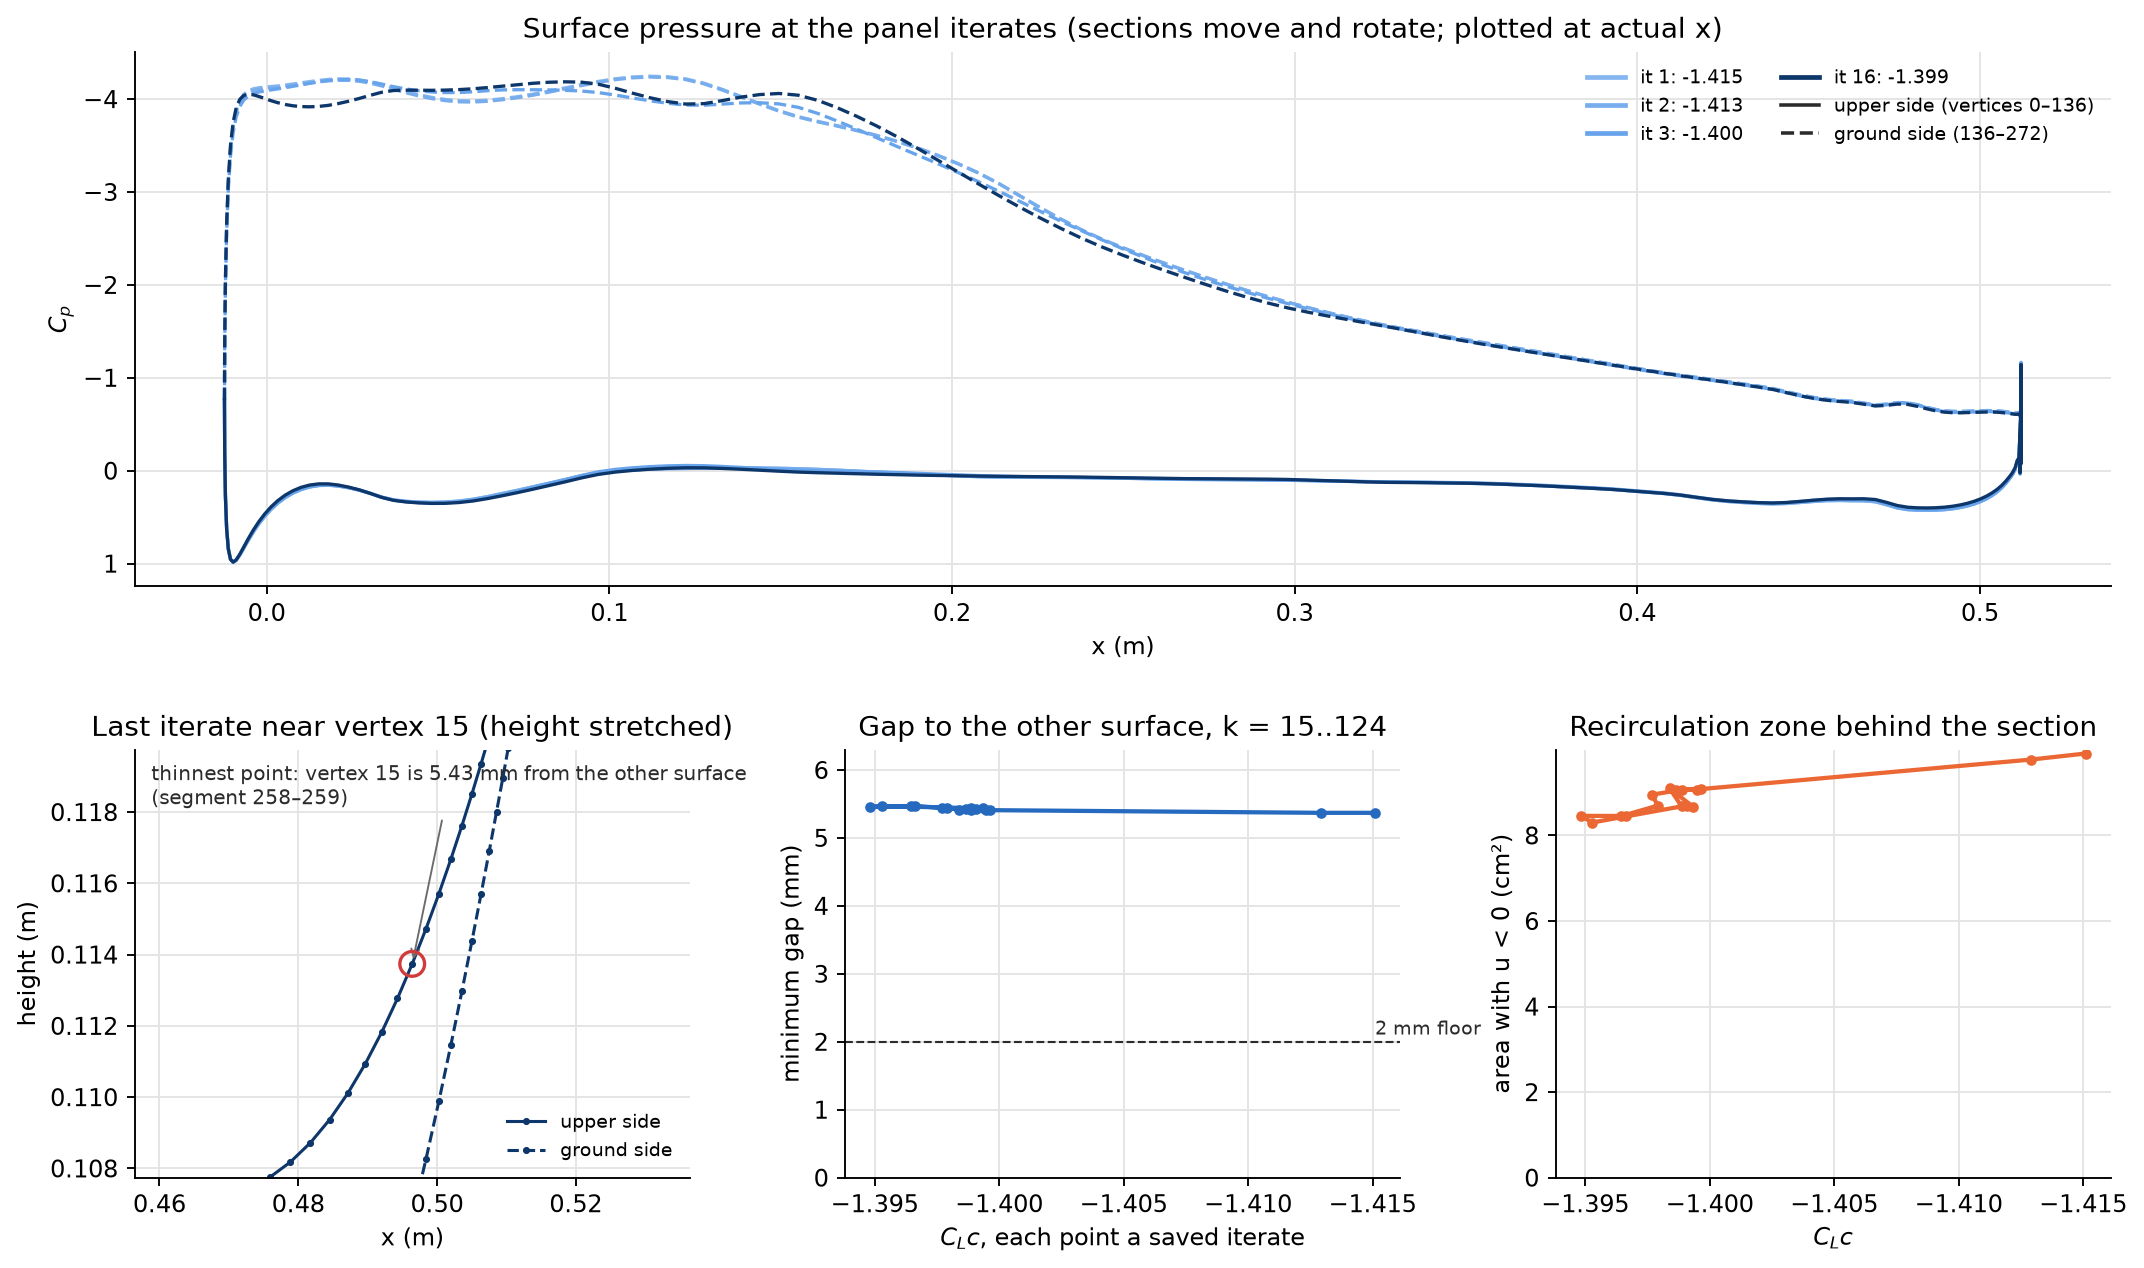 Surface pressure at the panel iterates (sections move and rotate; plotted at actual x)
it 1: -1.415
it 2: -1.413
it 3: -1.400
it 16: -1.399
upper side (vertices 0–136)
ground side (136–272)
−4
−3
−2
−1
0
1
Cp
0.0
0.1
0.2
0.3
0.4
0.5
x (m)
Last iterate near vertex 15 (height stretched)
thinnest point: vertex 15 is 5.43 mm from the other surface
(segment 258–259)
0.118
0.116
0.114
0.112
0.110
0.108
height (m)
upper side
ground side
0.46
0.48
0.50
0.52
x (m)
Gap to the other surface, k = 15..124
6
5
4
3
2
1
0
minimum gap (mm)
2 mm floor
−1.395
−1.400
−1.405
−1.410
−1.415
CLc, each point a saved iterate
Recirculation zone behind the section
8
6
4
2
0
area with u < 0 (cm²)
−1.395
−1.400
−1.405
−1.410
−1.415
CLc